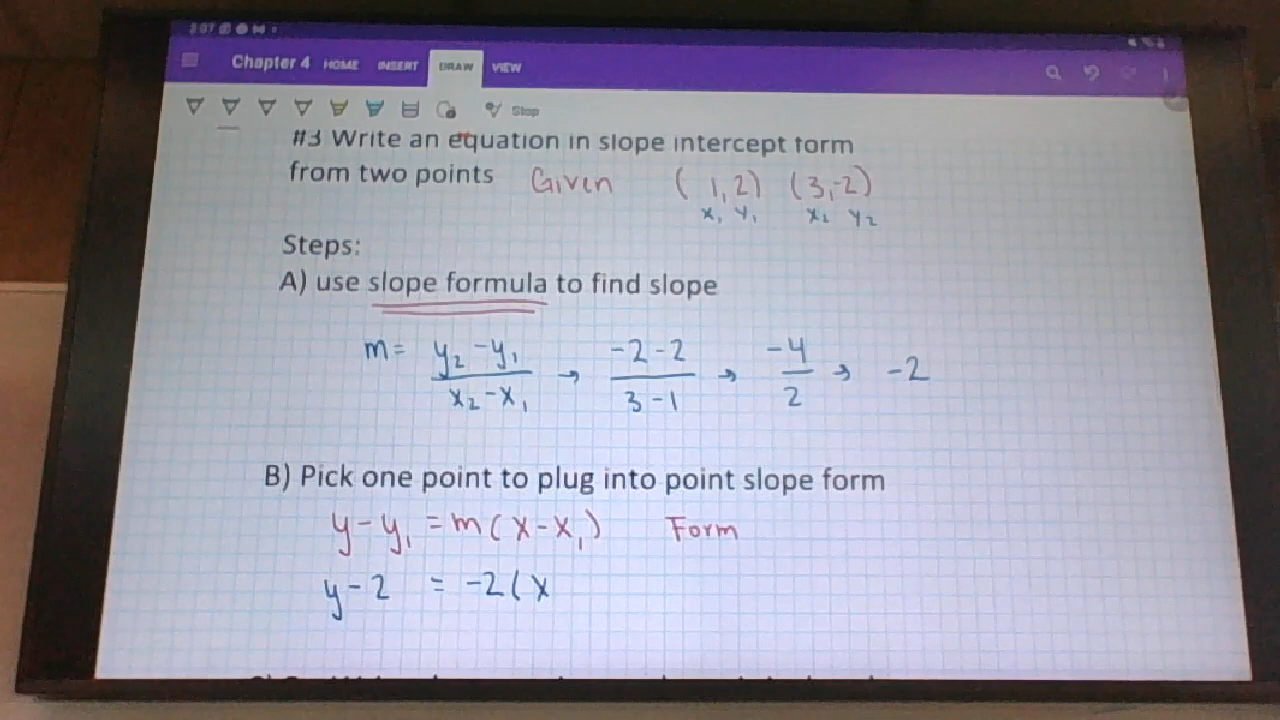 3:07
Chapter 4 HOME INSERT DRAW VIEW
Stop
#3 Write an equation in slope intercept form
from two points Given (1,2) (3,-2)
x₁ y₁ x₂ y₂
Steps:
A) use slope formula to find slope
m = y₂ - y₁ / x₂ - x₁ → -2 - 2 / 3 - 1 → -4 / 2 → -2
B) Pick one point to plug into point slope form
y - y₁ = m(x - x₁) Form
y - 2 = -2(x